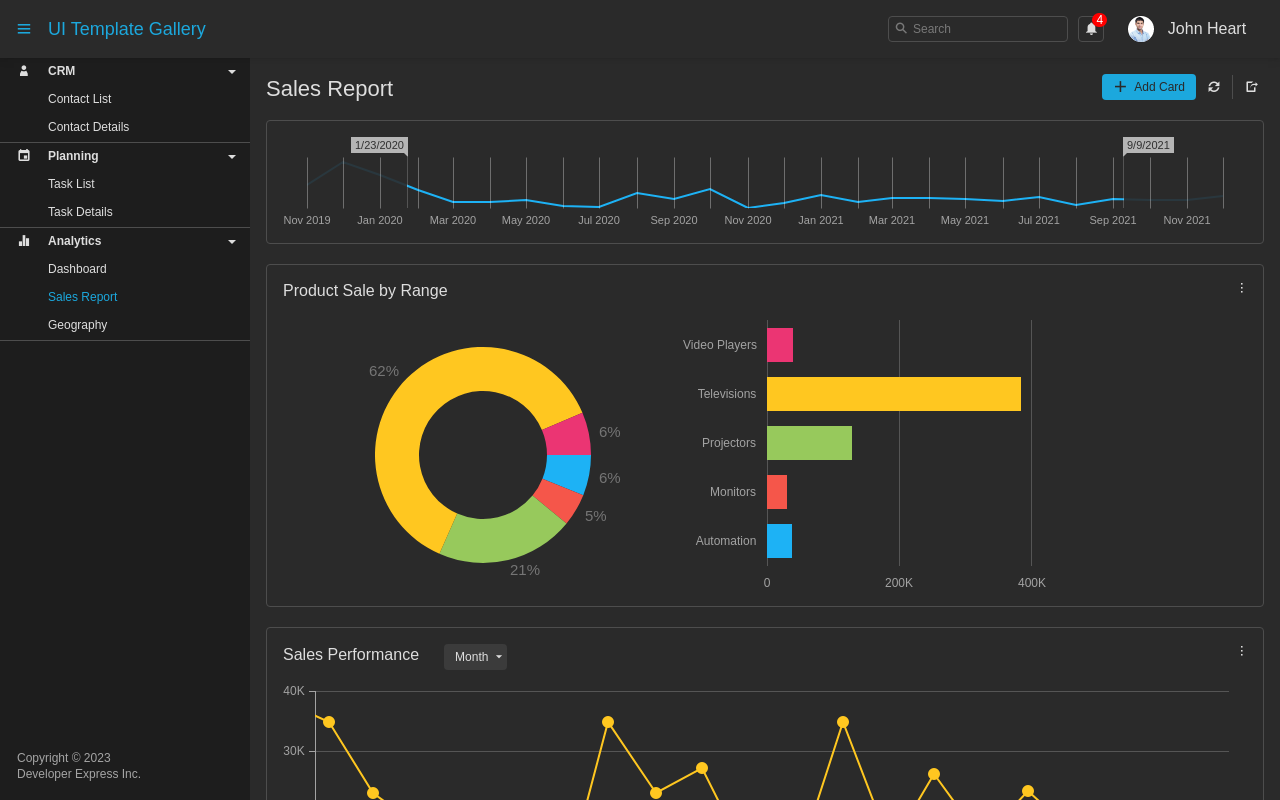 UI Template Gallery
Search
4
John Heart
CRM
Contact List
Contact Details
Planning
Task List
Task Details
Analytics
Dashboard
Sales Report
Geography
Copyright © 2023
Developer Express Inc.
Sales Report
Add Card
1/23/2020
9/9/2021
Nov 2019
Jan 2020
Mar 2020
May 2020
Jul 2020
Sep 2020
Nov 2020
Jan 2021
Mar 2021
May 2021
Jul 2021
Sep 2021
Nov 2021
Product Sale by Range
62%
6%
6%
5%
21%
Video Players
Televisions
Projectors
Monitors
Automation
0
200K
400K
Sales Performance
Month
40K
30K